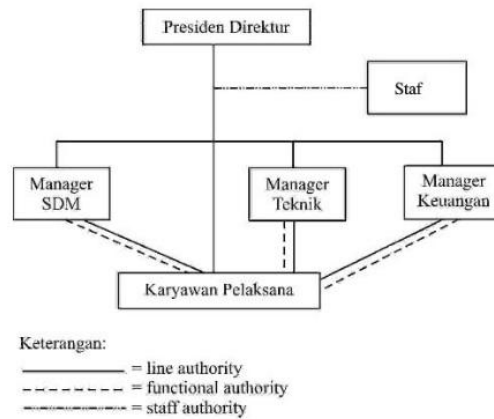 Presiden Direktur
Staf
Manager
SDM
Manager
Teknik
Manager
Keuangan
Karyawan Pelaksana
Keterangan:
= line authority
= functional authority
= staff authority